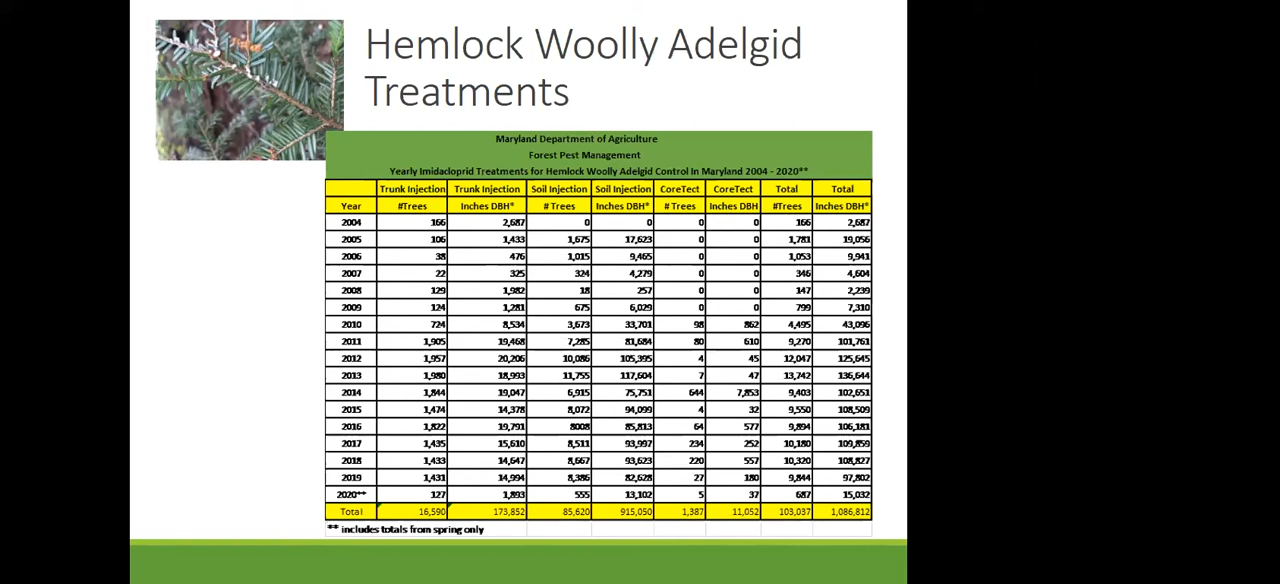 Hemlock Woolly Adelgid
Treatments
Maryland Department of Agriculture
Forest Pest Management
Yearly Imidacloprid Treatments for Hemlock Woolly Adelgid Control In Maryland 2004 - 2020**
Trunk Injection Trunk Injection Soil Injection Soil Injection CoreTect CoreTect Total Total
Year #Trees Inches DBH* # Trees Inches DBH* # Trees Inches DBH #Trees Inches DBH*
2004 166 2,687 0 0 0 0 166 2,687
2005 106 1,433 1,675 17,623 0 0 1,781 19,056
2006 38 476 1,015 9,465 0 0 1,053 9,941
2007 22 325 324 4,279 0 0 346 4,604
2008 129 1,982 18 257 0 0 147 2,239
2009 124 1,281 675 6,029 0 0 799 7,310
2010 724 8,534 3,673 33,701 98 862 4,495 43,096
2011 1,905 19,468 7,285 81,684 80 610 9,270 101,761
2012 1,957 20,206 10,086 105,395 4 45 12,047 125,645
2013 1,980 18,993 11,755 117,604 7 47 13,742 136,644
2014 1,844 19,047 6,915 75,751 644 7,853 9,403 102,651
2015 1,474 14,378 8,072 94,099 4 32 9,550 108,509
2016 1,822 19,791 8008 85,813 64 577 9,894 106,181
2017 1,435 15,610 8,511 93,997 234 252 10,180 109,859
2018 1,433 14,647 8,667 93,623 220 557 10,320 108,827
2019 1,431 14,994 8,386 82,628 27 180 9,844 97,802
2020** 127 1,893 555 13,102 5 37 687 15,032
Total 16,590 173,852 85,620 915,050 1,387 11,052 103,037 1,086,812
** includes totals from spring only